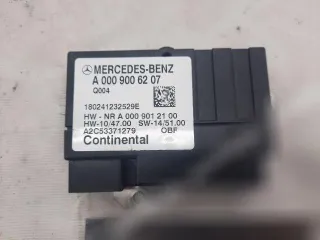 MERCEDES-BENZ
A 000 900 62 07
Q004
180241232529E
HW - NR A 000 901 21 00
HW-10/47.00 SW-14/51.00
A2C53371279 OBF
Continental